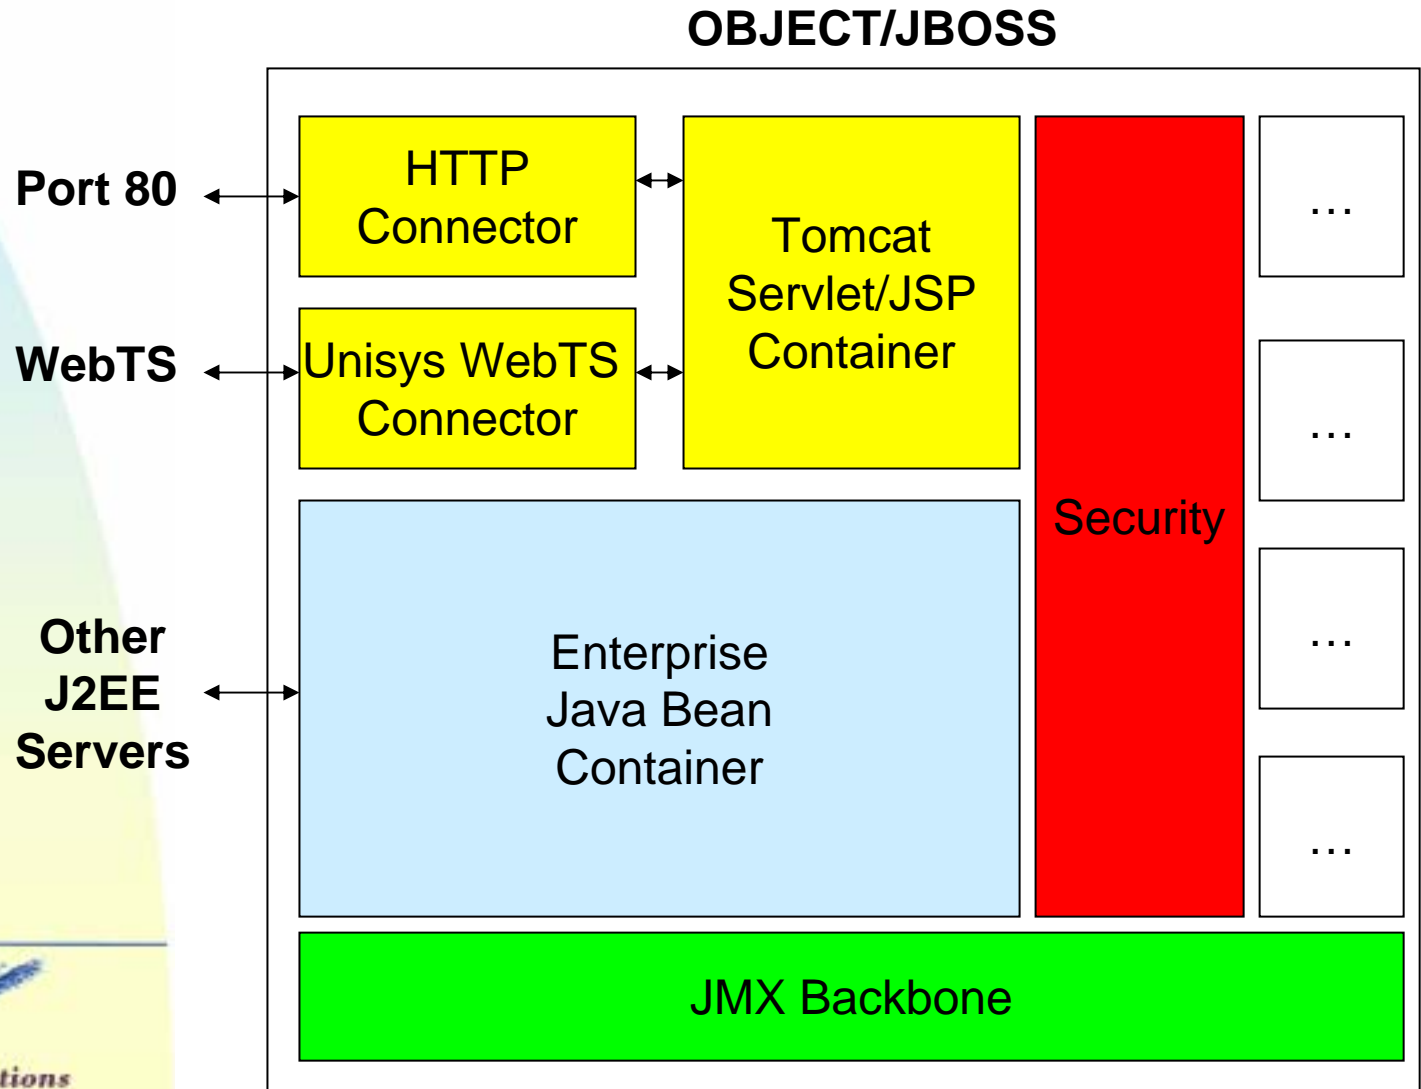 OBJECT/JBOSS
Port 80
HTTP
Connector
Tomcat
Servlet/JSP
Container
WebTS
Unisys WebTS
Connector
Security
…
…
…
…
Other
J2EE
Servers
Enterprise
Java Bean
Container
JMX Backbone
tions